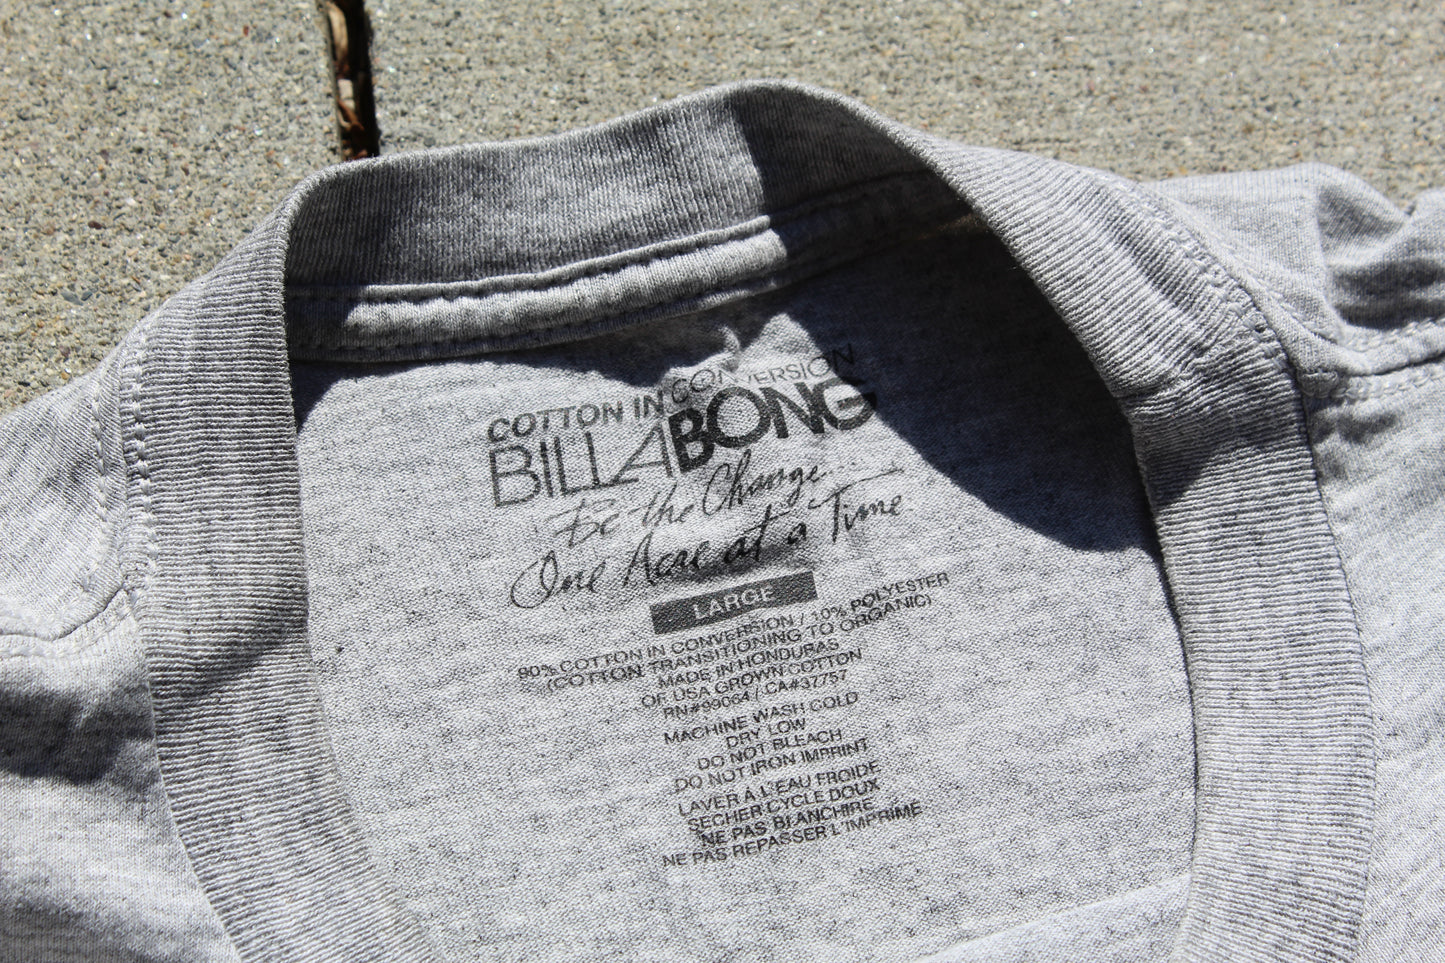 COTTON IN CONVERSION
BILLABONG
Be the Change...
One Acre at a Time
LARGE
90% COTTON IN CONVERSION / 10% POLYESTER
(COTTON TRANSITIONING TO ORGANIC)
MADE IN HONDURAS
OF USA GROWN COTTON
RN#99064 / CA#37757
MACHINE WASH COLD
DRY LOW
DO NOT BLEACH
DO NOT IRON IMPRINT
LAVER À L'EAU FROIDE
SECHER CYCLE DOUX
NE PAS BLANCHIRE
NE PAS REPASSER L'IMPRIME